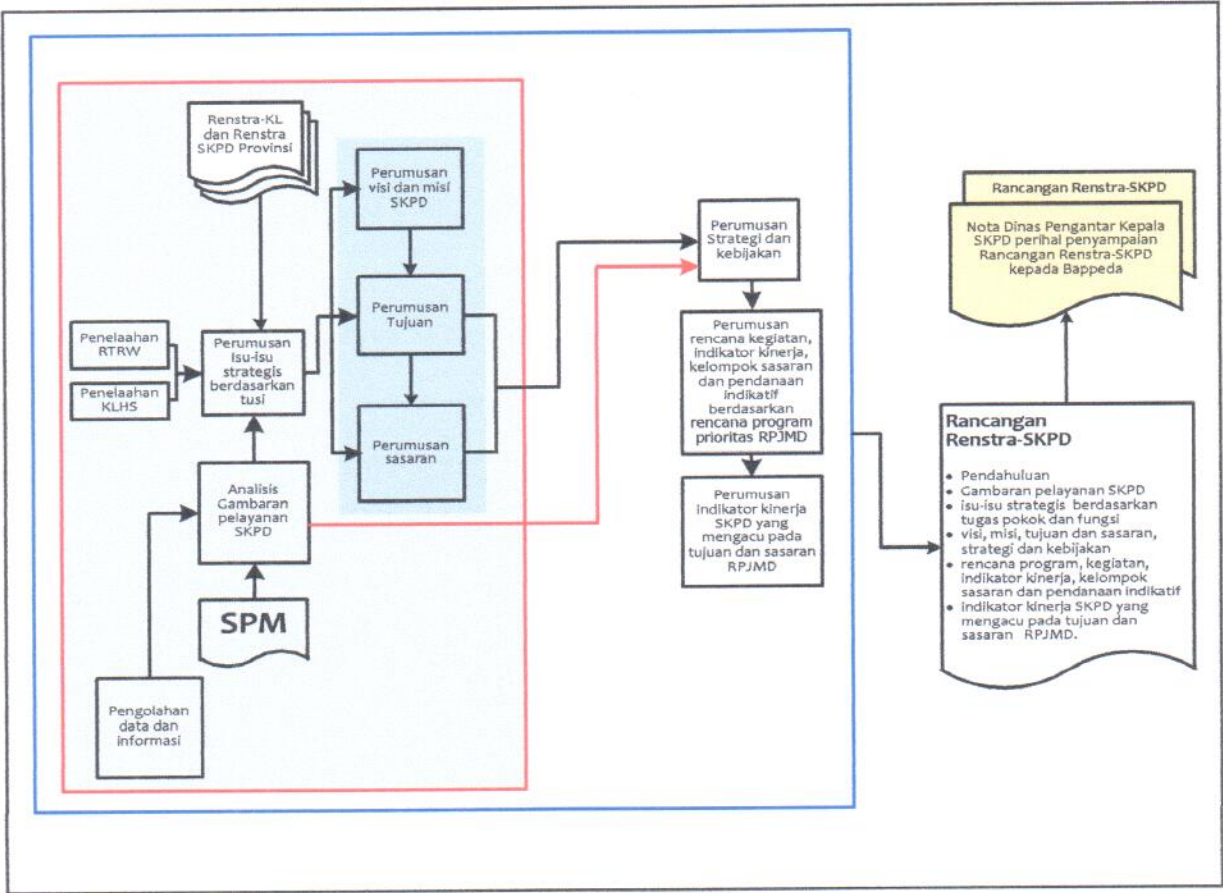 Renstra-KL
dan Renstra
SKPD Provinsi
Perumusan
visi dan misi
SKPD
Perumusan
Tujuan
Perumusan
sasaran
Penelaahan
RTRW
Penelaahan
KLHS
Perumusan
Isu-isu
strategis
berdasarkan
tusi
Analisis
Gambaran
pelayanan
SKPD
SPM
Pengolahan
data dan
informasi
Perumusan
Strategi dan
kebijakan
Perumusan
rencana kegiatan,
indikator kinerja,
kelompok sasaran
dan pendanaan
indikatif
berdasarkan
rencana program
prioritas RPJMD
Perumusan
indikator kinerja
SKPD yang
mengacu pada
tujuan dan sasaran
RPJMD
Rancangan Renstra-SKPD
Nota Dinas Pengantar Kepala
SKPD perihal penyampaian
Rancangan Renstra-SKPD
kepada Bappeda
Rancangan
Renstra-SKPD
• Pendahuluan
• Gambaran pelayanan SKPD
• isu-isu strategis berdasarkan
tugas pokok dan fungsi
• visi, misi, tujuan dan sasaran,
strategi dan kebijakan
• rencana program, kegiatan,
indikator kinerja, kelompok
sasaran dan pendanaan indikatif
• indikator kinerja SKPD yang
mengacu pada tujuan dan
sasaran RPJMD.